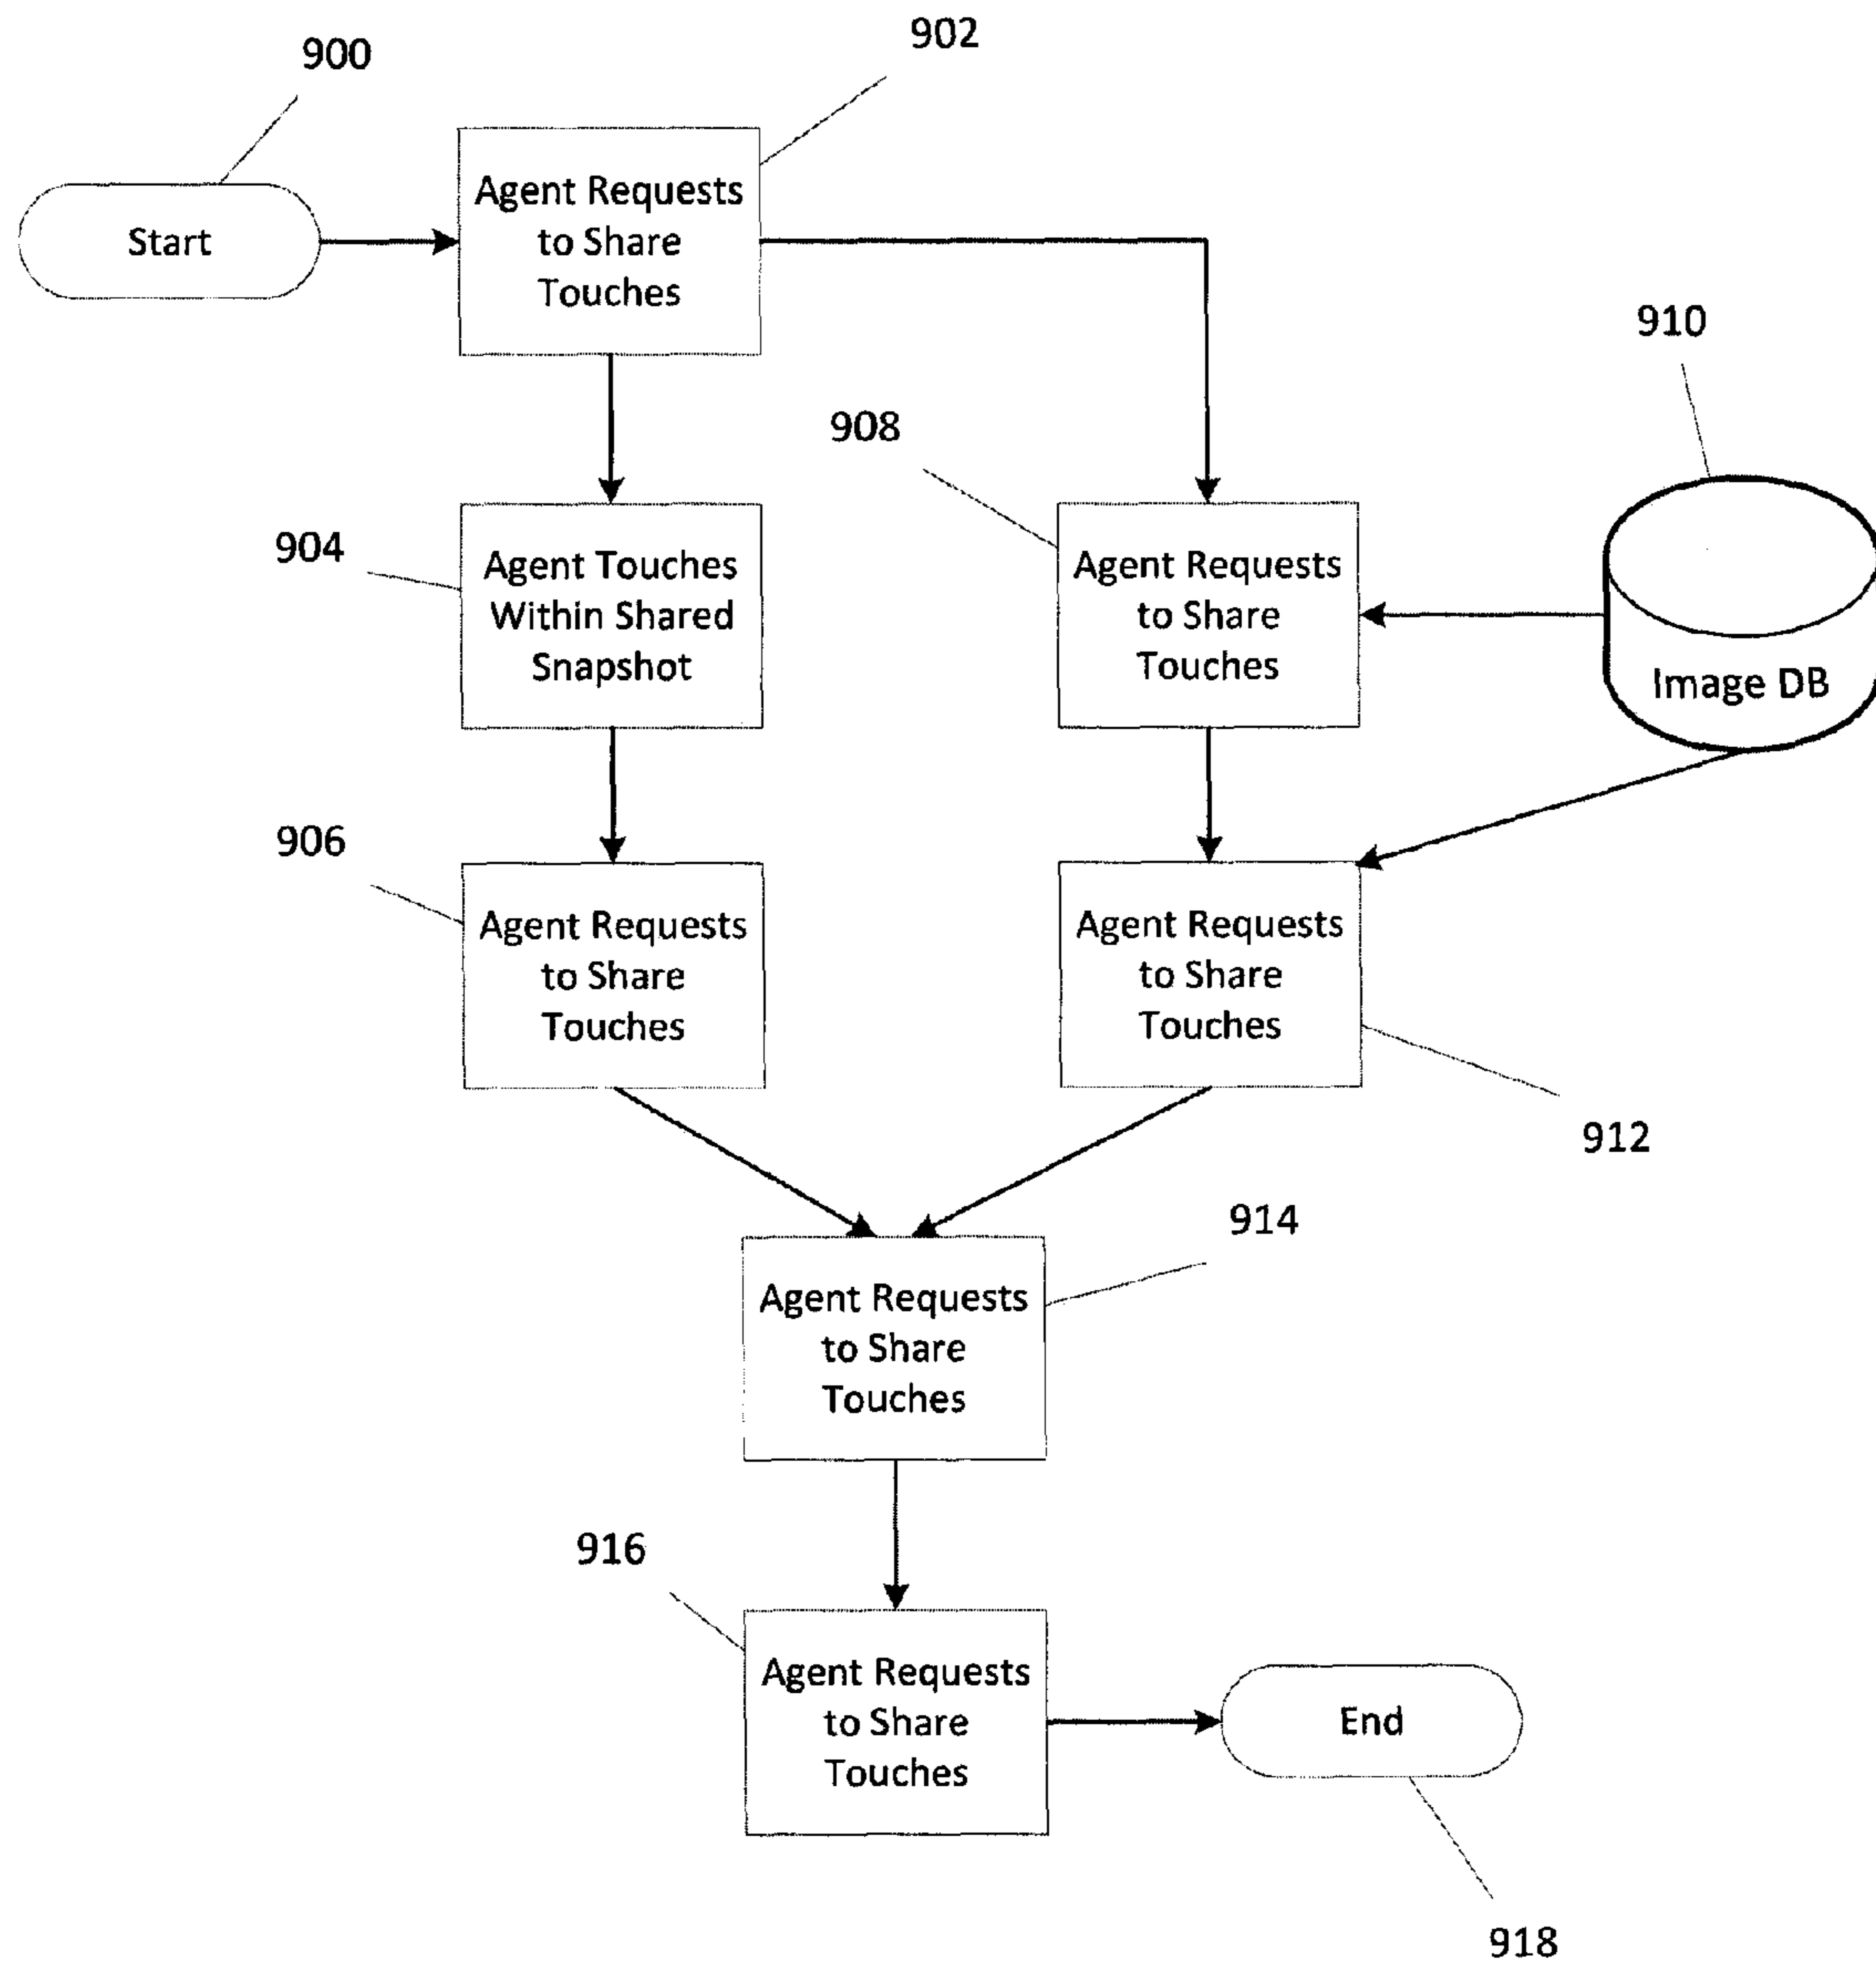 902
900
Agent Requests
to Share
Touches
Start
910
908
904
Agent Touches
Within Shared
Snapshot
Agent Requests
to Share
Touches
Image DB
906
Agent Requests
to Share
Touches
Agent Requests
to Share
Touches
912
914
Agent Requests
to Share
Touches
916
Agent Requests
to Share
Touches
End
918